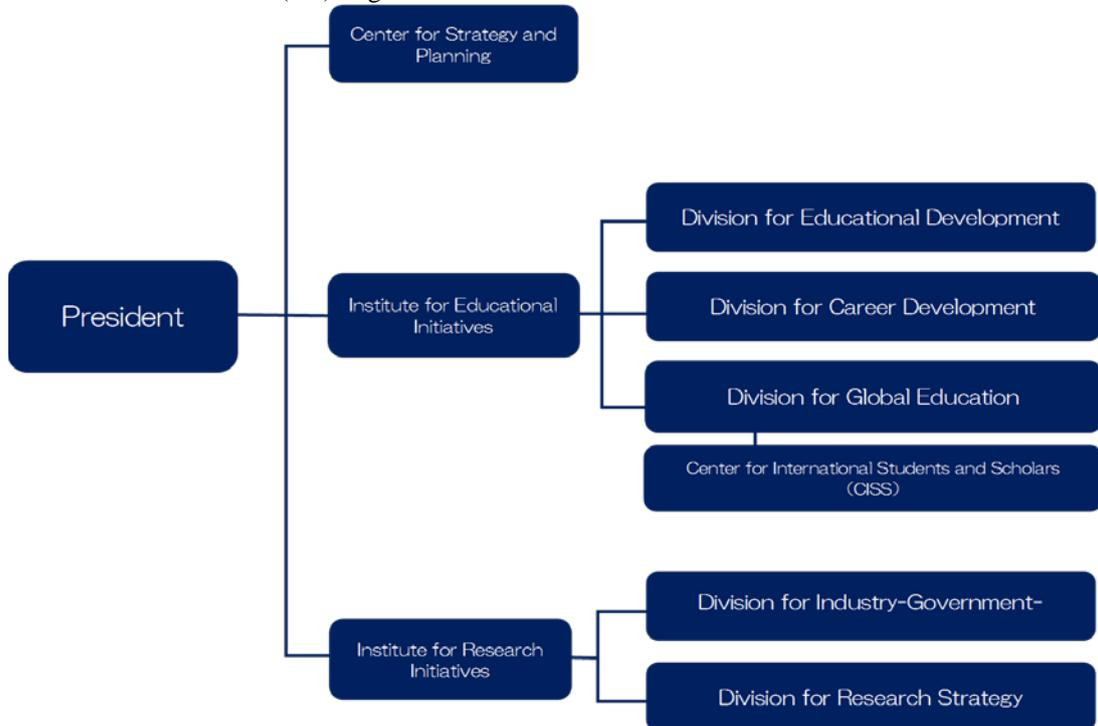 Center for Strategy and
Planning
Division for Educational Development
President
Institute for Educational
Initiatives
Division for Career Development
Division for Global Education
Center for International Students and Scholars
(CISS)
Institute for Research
Initiatives
Division for Industry-Government-
Division for Research Strategy